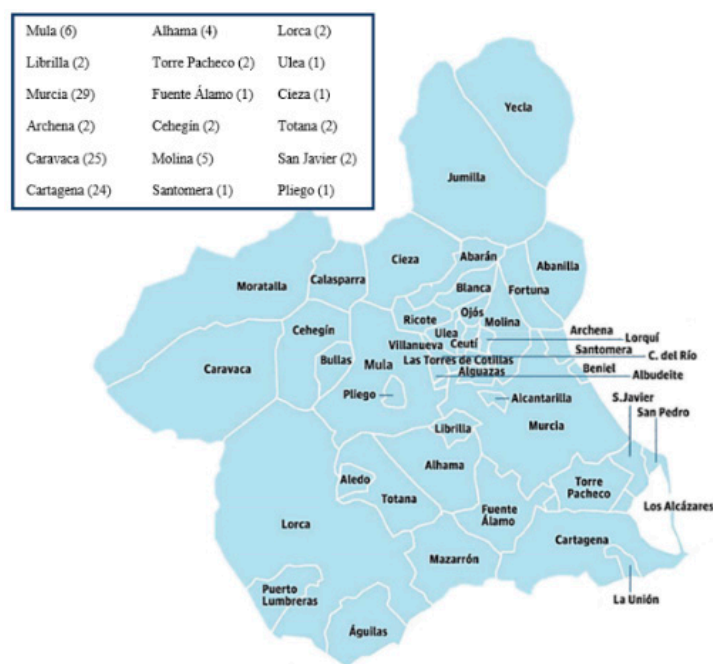 Mula (6) Alhama (4) Lorca (2)
Librilla (2) Torre Pacheco (2) Ulea (1)
Murcia (29) Fuente Álamo (1) Cieza (1)
Archena (2) Cehegín (2) Totana (2)
Caravaca (25) Molina (5) San Javier (2)
Cartagena (24) Santomera (1) Pliego (1)
Yecla
Jumilla
Abarán
Cieza
Abanilla
Calasparra
Moratalla
Blanca
Fortuna
Ricote
Ojós
Molina
Cehegín
Archena
Ulea
Lorquí
Villanueva
Ceutí
Santomera
C. del Río
Bullas
Las Torres de Cotillas
Mula
Caravaca
Beniel
Alguazas
Albudeite
Pliego
Alcantarilla
S.Javier
San Pedro
Librilla
Murcia
Alhama
Aledo
Torre
Pacheco
Totana
Los Alcázares
Fuente
Álamo
Lorca
Cartagena
Mazarrón
Puerto
Lumbreras
La Unión
Águilas